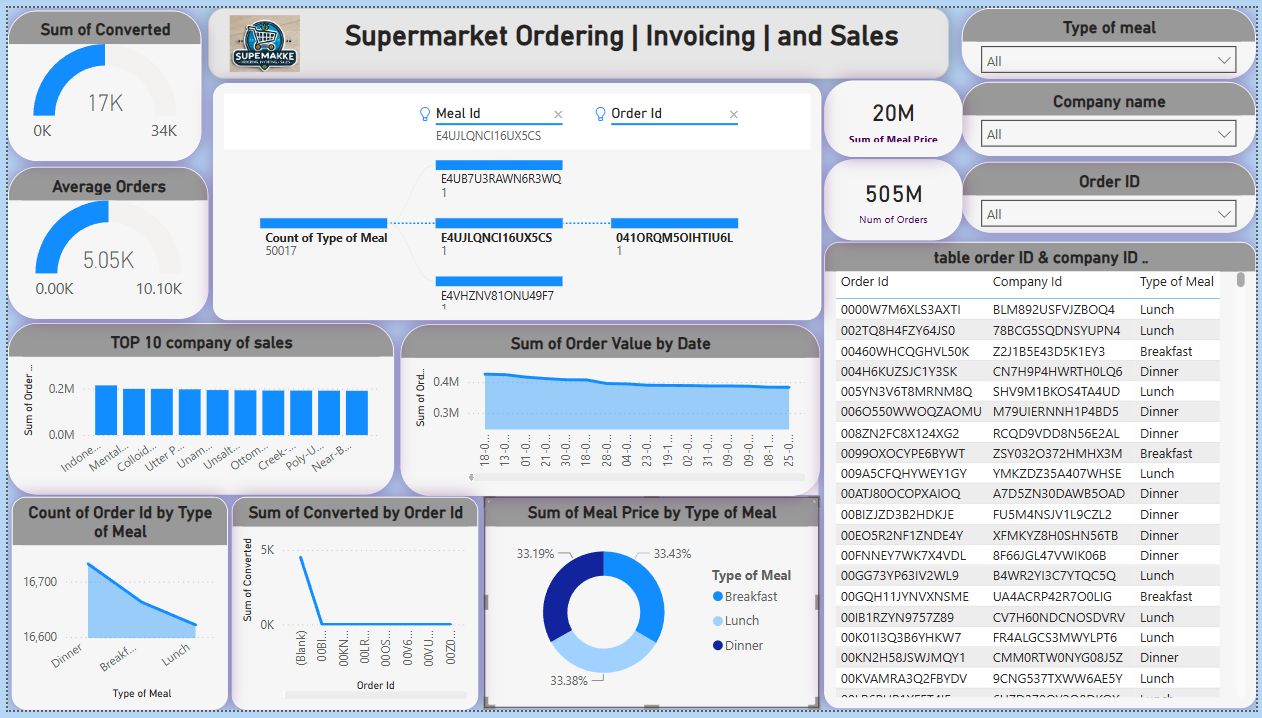 Sum of Converted
17K
0K
34K
SUPEMAKKE
Supermarket Ordering | Invoicing | and Sales
Type of meal
All
Average Orders
5.05K
0.00K
10.10K
Meal Id
E4UJLQNCI16UX5CS
Order Id
E4UB7U3RAWN6R3WQ
1
Count of Type of Meal
50017
E4UJLQNCI16UX5CS
1
041ORQM5OIHTIU6L
1
E4VHZNV81ONU49F7
20M
Sum of Meal Price
505M
Num of Orders
Company name
All
Order ID
All
TOP 10 company of sales
Sum of Order ...
0.2M
0.0M
Indone...
Mental...
Colloid...
Utter P...
Unam...
Unsalt...
Ottom...
Creek-...
Poly-U...
Near-B...
Sum of Order Value by Date
Sum of Ord...
0.4M
0.3M
18-0...
13-0...
01-0...
21-0...
30-0...
18-0...
28-0...
04-0...
23-0...
19-1...
02-0...
31-0...
09-0...
09-0...
08-1...
25-0...
table order ID & company ID ..
Order Id Company Id Type of Meal
0000W7M6XLS3AXTI BLM892USFVJZBOQ4 Lunch
002TQ8H4FZY64JS0 78BCG5SQDNSYUPN4 Lunch
00460WHCQGHVL50K Z2J1B5E43D5K1EY3 Breakfast
004H6KUZSJC1Y3SK CN7H9P4HWRTH0LQ6 Dinner
005YN3V6T8MRNM8Q SHV9M1BKOS4TA4UD Lunch
006O550WWOQZAOMU M79UIERNNH1P4BD5 Dinner
008ZN2FC8X124XG2 RCQD9VDD8N56E2AL Dinner
0099OXOCYPE6BYWT ZSY032O372HMHX3M Breakfast
009A5CFQHYWEY1GY YMKZDZ35A407WHSE Lunch
00ATJ80OCOPXAIOQ A7D5ZN30DAWB5OAD Dinner
00BIZJZD3B2HDKJE FU5M4NSJV1L9CZL2 Dinner
00EO5R2NF1ZNDE4Y XFMKYZ8H0SHN56TB Dinner
00FNNEY7WK7X4VDL 8F66JGL47VWIK06B Dinner
00GG73YP63IV2WL9 B4WR2YI3C7YTQC5Q Lunch
00GQH11JYNVXNSME UA4ACRP42R7O0LIG Breakfast
00IB1RZYN9757Z89 CV7H60NDCNOSDVRV Lunch
00K01I3Q3B6YHKW7 FR4ALGCS3MWYLPT6 Lunch
00KN2H58JSWJMQY1 CMM0RTW0NYG08J5Z Dinner
00KVAMRA3Q2FBYDV 9CNG537TXWW6AE5Y Lunch
Count of Order Id by Type
of Meal
16,700
16,600
Dinner
Breakf...
Lunch
Type of Meal
Sum of Converted by Order Id
Sum of Converted
5K
0K
(Blank)
00BI...
00KN...
00LR...
00OS...
00V6...
00VU...
00Z0...
Order Id
Sum of Meal Price by Type of Meal
33.19%
33.43%
33.38%
Type of Meal
Breakfast
Lunch
Dinner